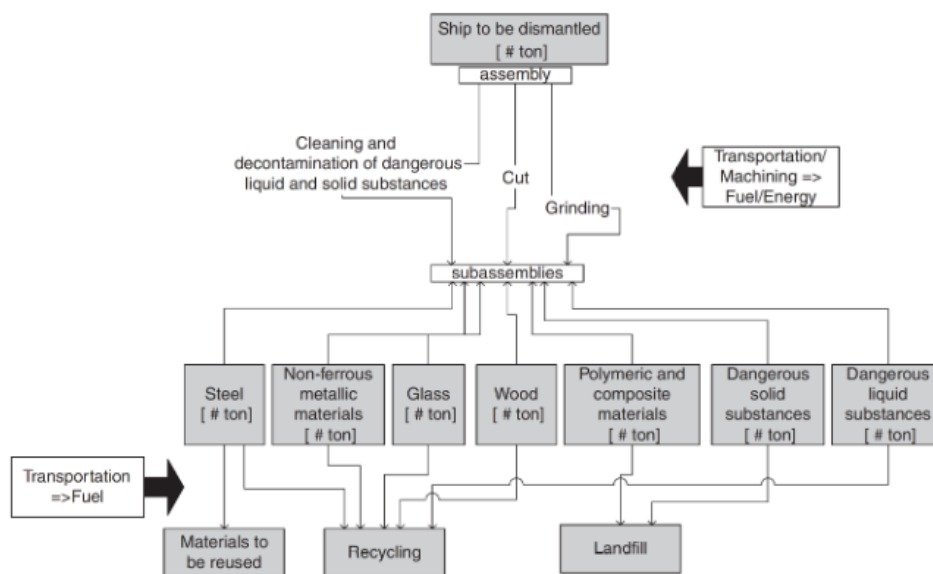 Ship to be dismantled
[ # ton]
assembly
Cleaning and
decontamination of dangerous
liquid and solid substances
Cut
Grinding
Transportation/
Machining =>
Fuel/Energy
subassemblies
Steel
[ # ton]
Non-ferrous
metallic
materials
[ # ton]
Glass
[ # ton]
Wood
[ # ton]
Polymeric and
composite
materials
[ # ton]
Dangerous
solid
substances
[ # ton]
Dangerous
liquid
substances
[ # ton]
Transportation
=>Fuel
Materials to
be reused
Recycling
Landfill